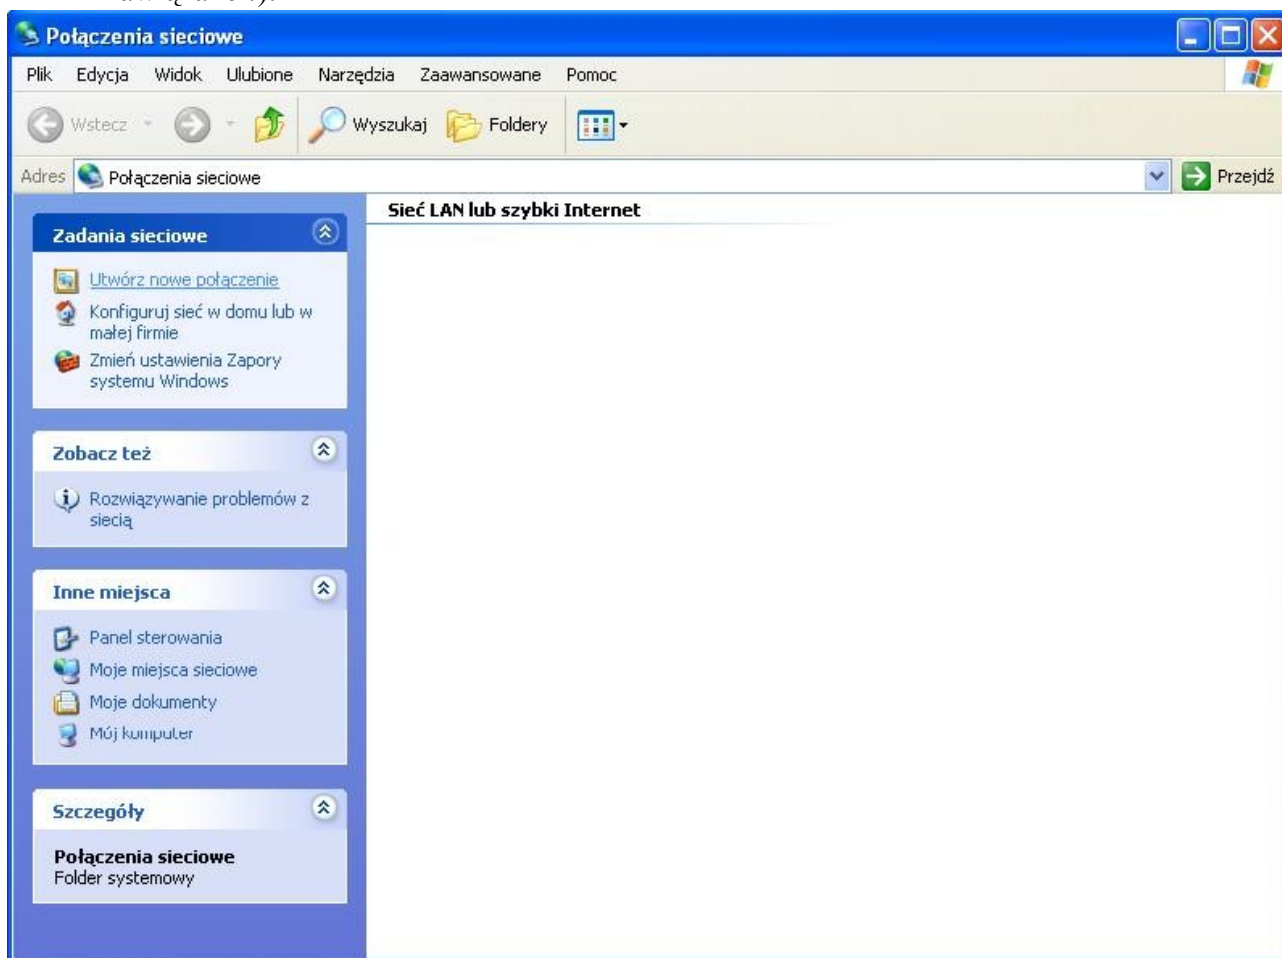 Połączenia sieciowe
Plik Edycja Widok Ulubione Narzędzia Zaawansowane Pomoc
Wstecz Wyszukaj Foldery
Adres Połączenia sieciowe Przejdź
Zadania sieciowe
Utwórz nowe połączenie
Konfiguruj sieć w domu lub w
małej firmie
Zmień ustawienia Zapory
systemu Windows
Zobacz też
Rozwiązywanie problemów z
siecią
Inne miejsca
Panel sterowania
Moje miejsca sieciowe
Moje dokumenty
Mój komputer
Szczegóły
Połączenia sieciowe
Folder systemowy
Sieć LAN lub szybki Internet